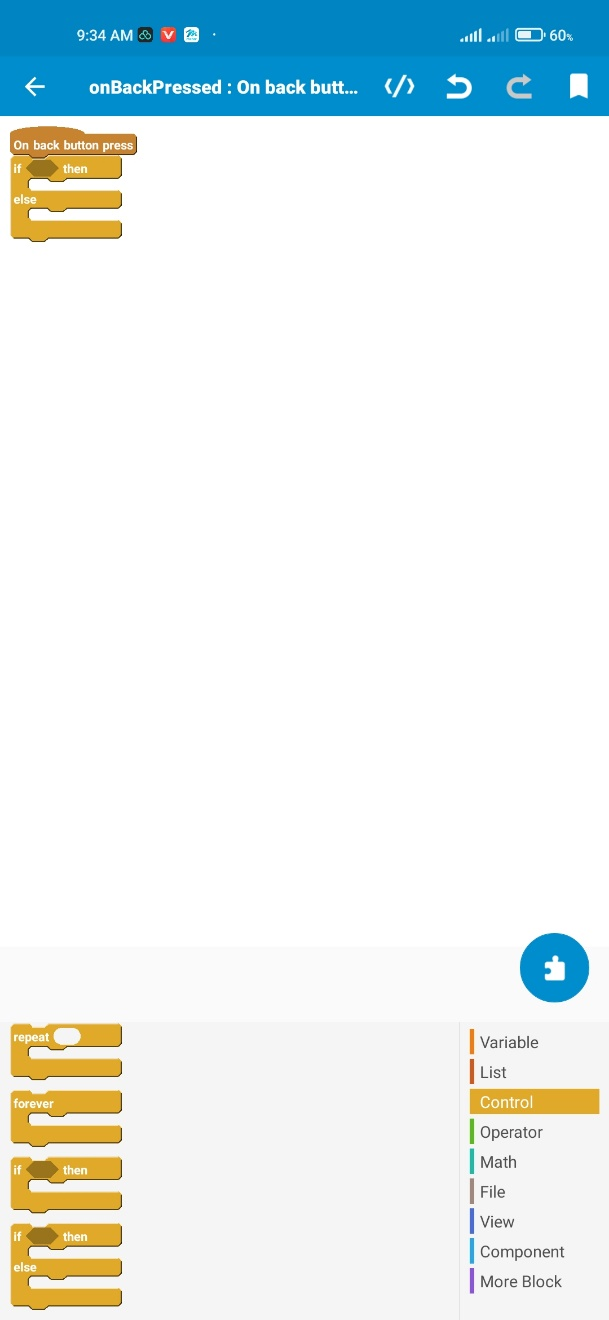 9:34 AM
60%
onBackPressed : On back butt...
On back button press
if then
else
repeat
forever
if then
if then
else
Variable
List
Control
Operator
Math
File
View
Component
More Block